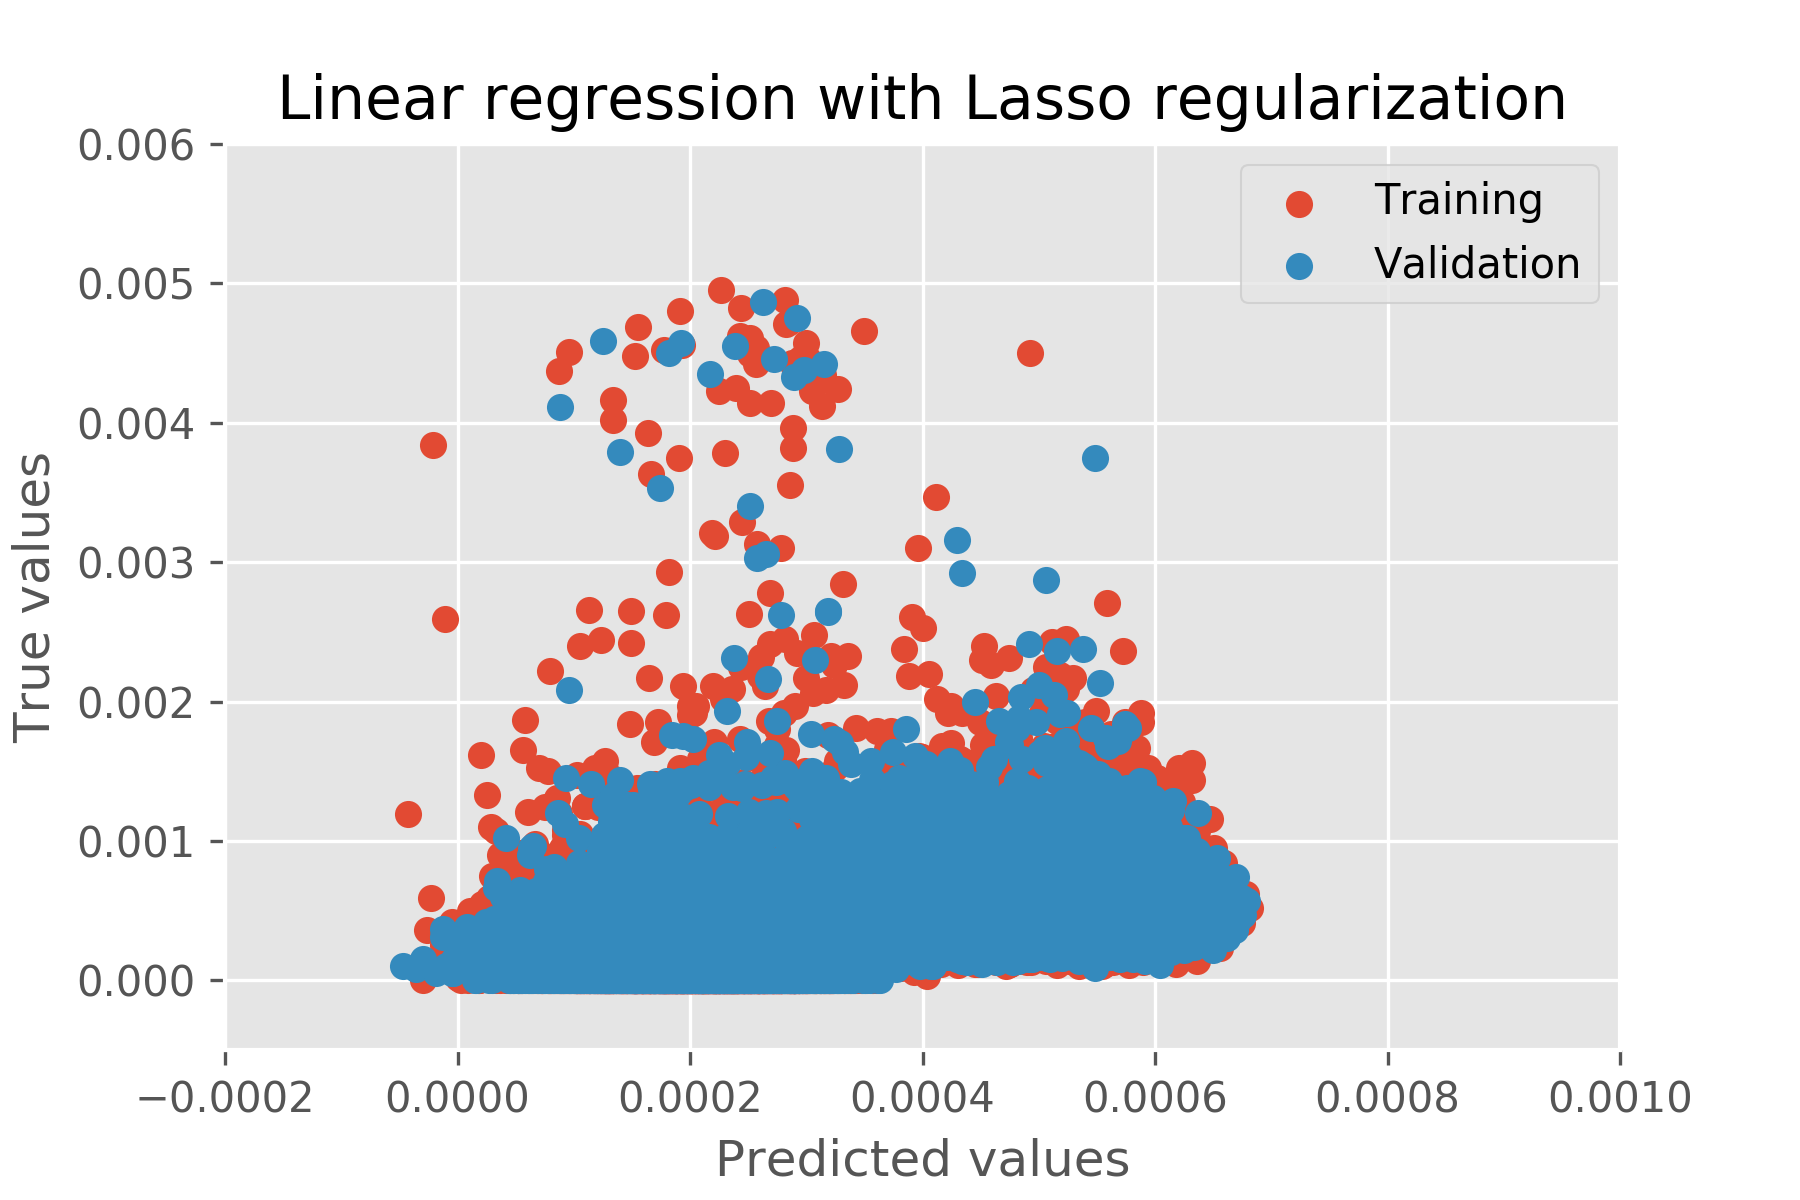 Linear regression with Lasso regularization
0.006
0.005
0.004
0.003
0.002
0.001
0.000
True values
Training
Validation
−0.0002 0.0000 0.0002 0.0004 0.0006 0.0008 0.0010
Predicted values